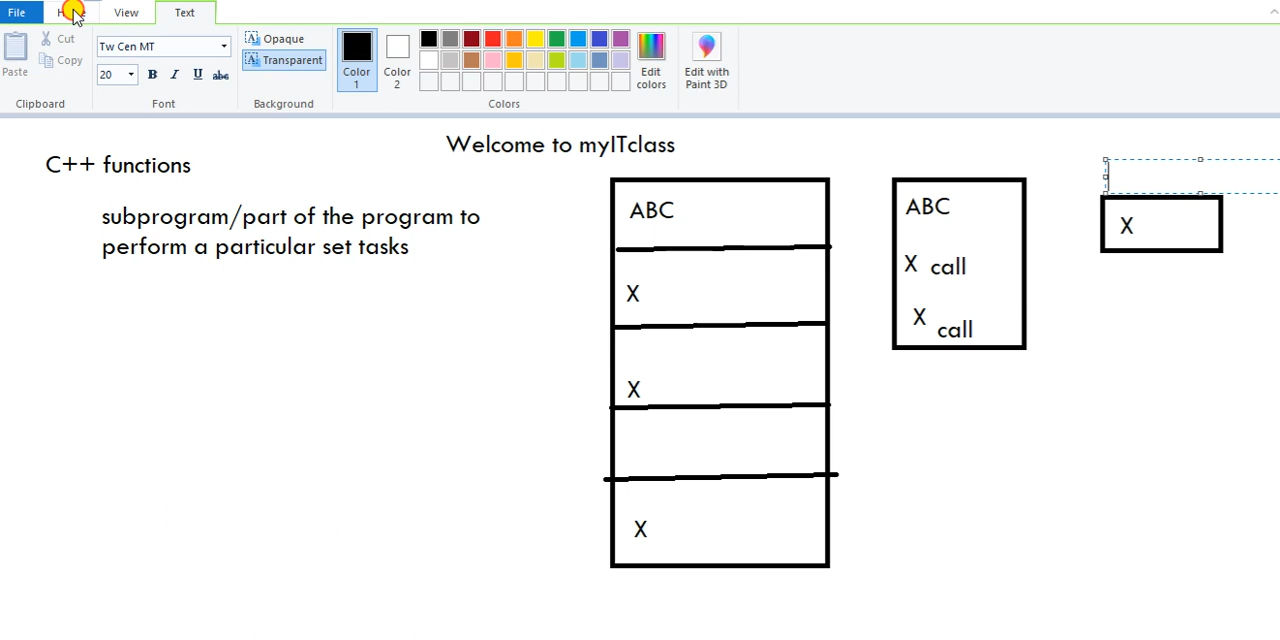 File
View
Text
Paste
Cut
Copy
Clipboard
Tw Cen MT
20
B I U abc
Font
Opaque
Transparent
Background
Color 1
Color 2
Colors
Edit colors
Edit with Paint 3D
Welcome to myITclass
C++ functions
subprogram/part of the program to
perform a particular set tasks
ABC
X
X
X
ABC
X call
X call
X